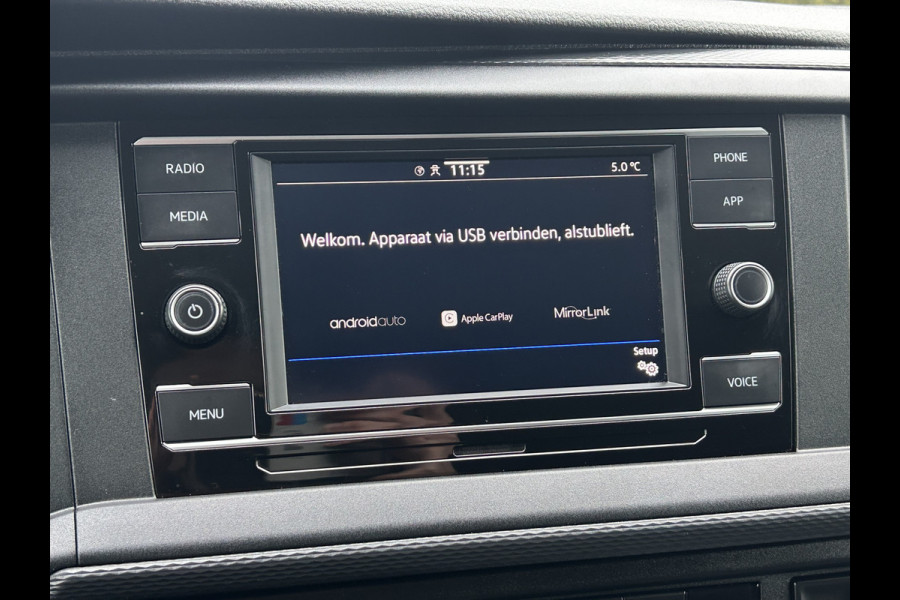 RADIO
MEDIA
MENU
11:15
5.0 °C
Welkom. Apparaat via USB verbinden, alstublieft.
androidauto
Apple CarPlay
MirrorLink
Setup
PHONE
APP
VOICE